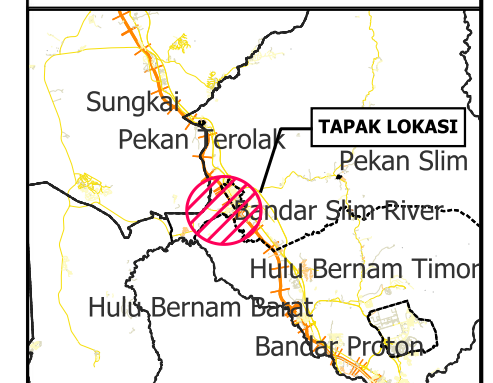 Sungkai
Pekan Terolak
TAPAK LOKASI
Pekan Slim
Bandar Slim River
Hulu Bernam Timor
Hulu Bernam Barat
Bandar Proton